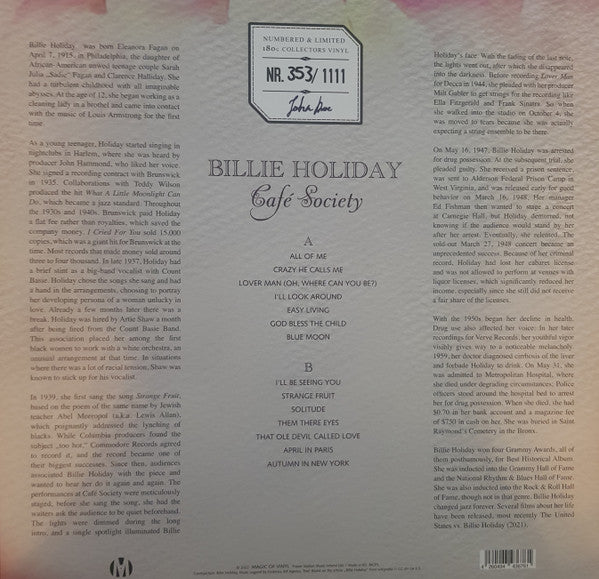 Billie Holiday was born Eleanora Fagan on
April 7, 1915, in Philadelphia, the daughter of
African-American unwed teenage couple Sarah
Julia „Sadie“ Fagan and Clarence Halliday. She
had a turbulent childhood with all imaginable
abysses. At the age of 12, she began working as a
cleaning lady in a brothel and came into contact
with the music of Louis Armstrong for the first
time
As a young teenager, Holiday started singing in
nightclubs in Harlem, where she was heard by
producer John Hammond, who liked her voice.
She signed a recording contract with Brunswick
in 1935. Collaborations with Teddy Wilson
produced the hit What A Little Moonlight Can
Do, which became a jazz standard. Throughout
the 1930s and 1940s, Brunswick paid Holiday
a flat fee rather than royalties, which saved the
company money. I Cried For You sold 15.000
copies, which was a giant hit for Brunswick at the
time. Most records that made money sold around
three to four thousand. In late 1937, Holiday had
a brief stint as a big-band vocalist with Count
Basie. Holiday chose the songs she sang and had
a hand in the arrangements, choosing to portray
her developing persona of a woman unlucky in
love. Already a few months later there was a
break. Holiday was hired by Artie Shaw a month
after being fired from the Count Basie Band.
This association placed her among the first
black women to work with a white orchestra, an
unusual arrangement at that time. In situations
where there was a lot of racial tension, Shaw was
known to stick up for his vocalist.
In 1939, she first sang the song Strange Fruit,
based on the poem of the same name by Jewish
teacher Abel Meeropol (a.k.a. Lewis Allan),
which poignantly addressed the lynching of
blacks. While Columbia producers found the
subject „too hot,“ Commodore Records agreed
to record it, and the record became one of
their biggest successes. Since then, audiences
associated Billie Holiday with the piece and
wanted to hear her do it again and again. The
performances at Café Society were meticulously
staged, before she sang the song, she had the
waiters ask the audience to be quiet beforehand.
The lights were dimmed during the long
intro, and a single spotlight illuminated Billie
NUMBERED & LIMITED
180G COLLECTORS VINYL
NR. 353/1111
John Doe
BILLIE HOLIDAY
Café Society
A
ALL OF ME
CRAZY HE CALLS ME
LOVER MAN (OH, WHERE CAN YOU BE?)
I'LL LOOK AROUND
EASY LIVING
GOD BLESS THE CHILD
BLUE MOON
B
I'LL BE SEEING YOU
STRANGE FRUIT
SOLITUDE
THEM THERE EYES
THAT OLE DEVIL CALLED LOVE
APRIL IN PARIS
AUTUMN IN NEW YORK
Holiday's face. With the fading of the last note,
the lights went out, after which she disappeared
into the darkness. Before recording Lover Man
for Decca in 1944, she pleaded with her producer
Milt Gabler to get strings for the recording like
Ella Fitzgerald and Frank Sinatra. So when
she walked into the studio on October 4, she
was moved to tears because she was actually
expecting a string ensemble to be there.
On May 16, 1947, Billie Holiday was arrested
for drug possession. At the subsequent trial, she
pleaded guilty. She received a prison sentence,
was sent to Alderson Federal Prison Camp in
West Virginia, and was released early for good
behavior on March 16, 1948. Her manager
Ed Fishman then wanted to stage a concert
at Carnegie Hall, but Holiday demurred, not
knowing if the audience would stand by her
after her arrest. Eventually, she relented. The
sold-out March 27, 1948 concert became an
unprecedented success. Because of her criminal
record, Holiday had lost her cabaret license
and was not allowed to perform at venues with
liquor licenses, which significantly reduced her
income, especially since she still did not receive
a fair share of the licenses.
With the 1950s began her decline in health.
Drug use also affected her voice. In her later
recordings for Verve Records, her youthful vigor
visibly gives way to a noticeable melancholy.
1959, her doctor diagnosed cirrhosis of the liver
and forbade Holiday to drink. On May 31, she
was admitted to Metropolitan Hospital, where
she died under degrading circumstances. Police
officers stood around the hospital bed to arrest
her for drug possession. When she died, she had
$0.70 in her bank account and a magazine fee
of $750 in cash on her. She was buried in Saint
Raymond's Cemetery in the Bronx.
Billie Holiday won four Grammy Awards, all
of them posthumously, for Best Historical Album.
She was inducted into the Grammy Hall of Fame
and the National Rhythm & Blues Hall of Fame.
She was also inducted into the Rock & Roll Hall
of Fame, though not in that genre. Billie Holiday
changed jazz forever. Several films about her life
have been released, most recently The United
States vs. Billie Holiday (2021).